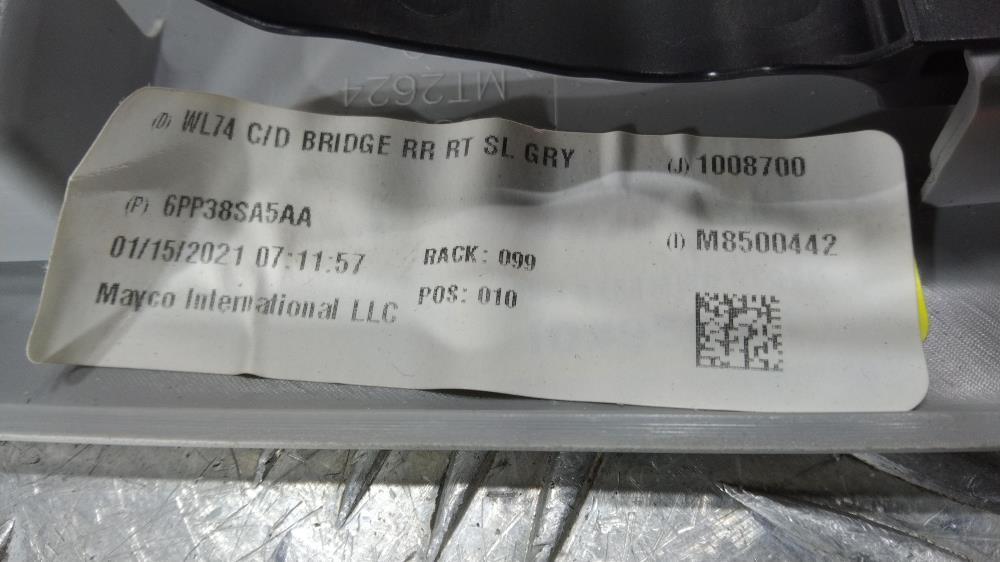 MT2624
(D) WL74 C/D BRIDGE RR RT SL GRY
(J) 1008700
(P) 6PP38SA5AA
01/15/2021 07:11:57
RACK: 099
(I) M8500442
Mayco International LLC
POS: 010